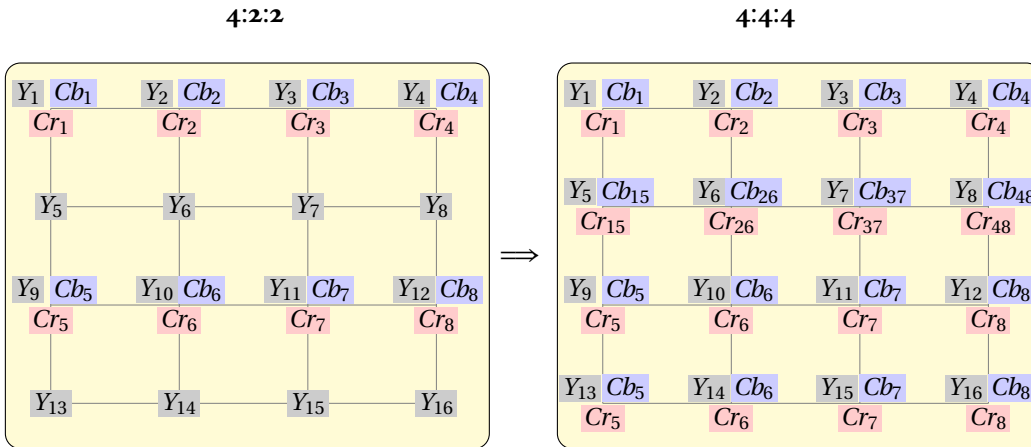 4:2:2 4:4:4
Y1 Cb1 Y2 Cb2 Y3 Cb3 Y4 Cb4 Y1 Cb1 Y2 Cb2 Y3 Cb3 Y4 Cb4
Cr1 Cr2 Cr3 Cr4 Cr1 Cr2 Cr3 Cr4
Y5 Y6 Y7 Y8 Y5 Cb15 Y6 Cb26 Y7 Cb37 Y8 Cb48
Cr15 Cr26 Cr37 Cr48
⟹
Y9 Cb5 Y10 Cb6 Y11 Cb7 Y12 Cb8 Y9 Cb5 Y10 Cb6 Y11 Cb7 Y12 Cb8
Cr5 Cr6 Cr7 Cr8 Cr5 Cr6 Cr7 Cr8
Y13 Y14 Y15 Y16 Y13 Cb5 Y14 Cb6 Y15 Cb7 Y16 Cb8
Cr5 Cr6 Cr7 Cr8